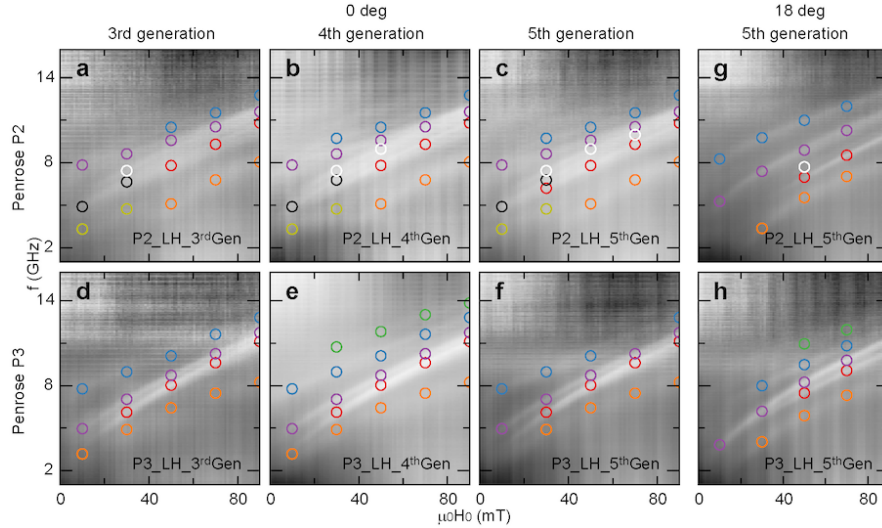 0 deg 18 deg
3rd generation 4th generation 5th generation 5th generation
a b c g
14
8
2
Penrose P2
P2_LH_3rdGen P2_LH_4thGen P2_LH_5thGen P2_LH_5thGen
f (GHz)
d e f h
14
8
2
Penrose P3
P3_LH_3rdGen P3_LH_4thGen P3_LH_5thGen P3_LH_5thGen
0 40 80 0 40 80 0 40 80 0 40 80
μ0H0 (mT)